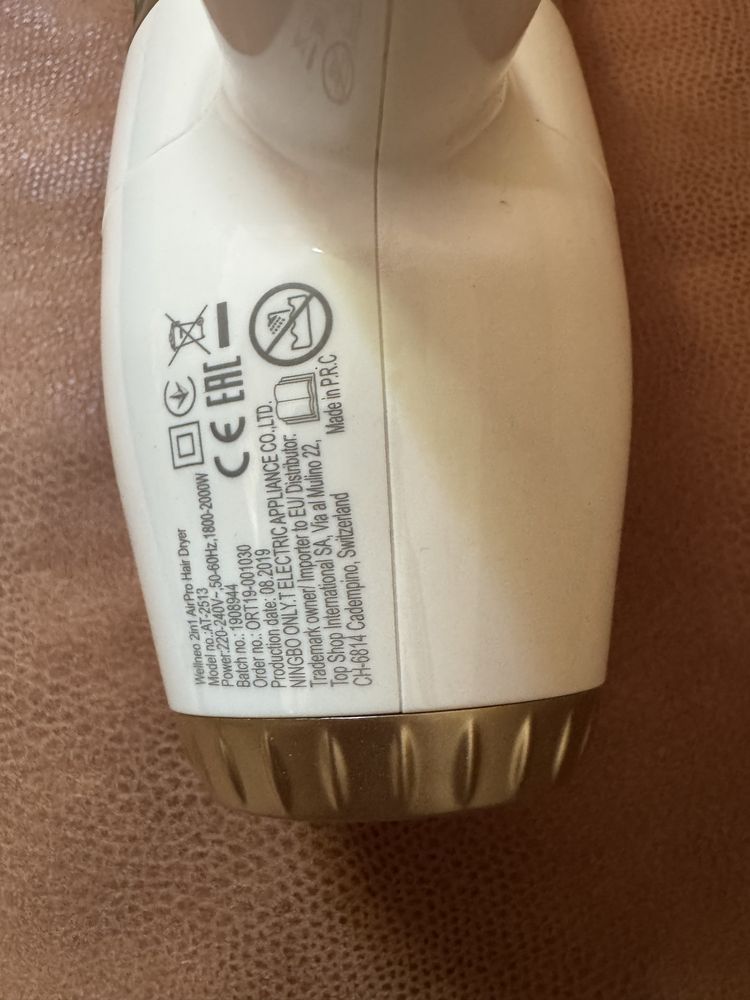 Wellneo 2in1 AirPro Hair Dryer
Model no.:AT-2513
Power:220-240V~,50-60Hz,1800-2000W
Batch no.: 1908944
Order no.: ORT19-001030
Production date: 08.2019
NINGBO ONLY.T ELECTRIC APPLIANCE CO.,LTD.
Trademark owner/ Importer to EU/ Distributor:
Top Shop International SA, Via al Mulino 22,
CH-6814 Cadempino, Switzerland
Made in P.R.C
CE EAC